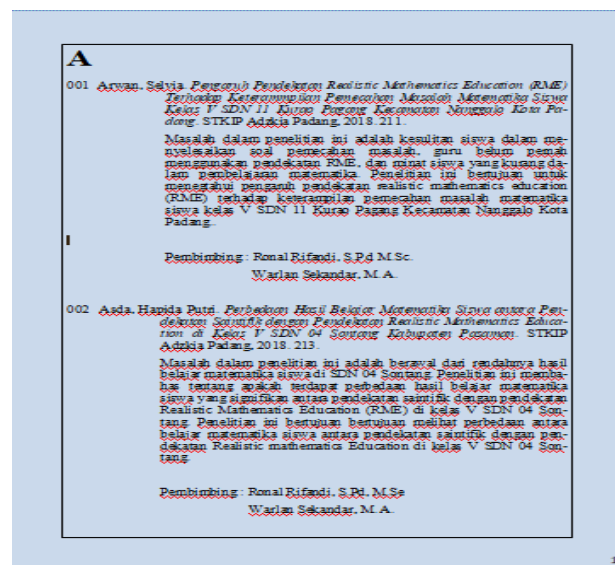 A
001 Arwan, Selvia. Pengaruh Pendekatan Realistic Mathematics Education (RME)
Terhadap Keterammpilan Pemecahan Masalah Matematika Siswa
Kelas V SDN 11 Kurao Pagang Kecamatan Nanggalo Kota Pa-
dang. STKIP Adzkia Padang, 2018. 211.
Masalah dalam penelitian ini adalah kesulitan siswa dalam me-
nyelesaikan soal pemecahan masalah, guru belum pernah
menggunakan pendekatan RME, dan minat siswa yang kurang da-
lam pembelajaran matematika. Penelitian ini bertujuan untuk
menegtahui pengaruh pendekatan realistic mathematics education
(RME) terhadap keterampilan pemecahan masalah matematika
siswa kelas V SDN 11 Kurao Pagang Kecamatan Nanggalo Kota
Padang..
Pembimbing : Ronal Rifandi, S.Pd M.Sc.
Warlan Sekandar, M.A.
002 Asda, Hapida Putri. Perbedaan Hasil Belajar Matematika Siswa antara Pen-
dekatan Saintifik dengan Pendekatan Realistic Mathematics Educa-
tion di Kelas V SDN 04 Sontang Kabupaten Pasaman. STKIP
Adzkia Padang, 2018. 213.
Masalah dalam penelitian ini adalah berawal dari rendahnya hasil
belajar matematika siswa di SDN 04 Sontang. Penelitian ini memba-
has tentang apakah terdapat perbedaan hasil belajar matematika
siswa yang signifikan antara pendekatan saintifik dengan pendekatan
Realistic Mathematics Education (RME) di kelas V SDN 04 Son-
tang. Penelitian ini bertujuan bertujuan melihat perbedaan antara
belajar matematika siswa antara pendekatan saintifik dengan pen-
dekatan Realistic mathematics Education di kelas V SDN 04 Son-
tang.
Pembimbing : Ronal Rifandi, S.Pd, M.Se
Warlan Sekandar, M.A.
1